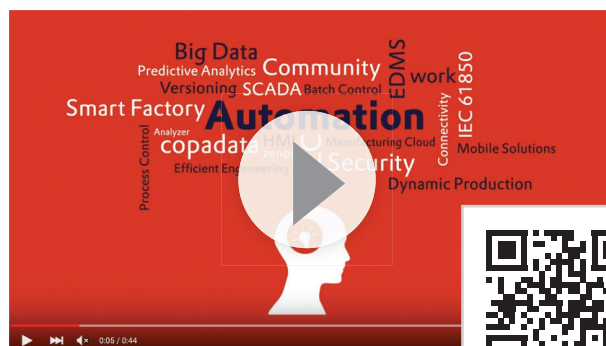 Big Data
EDMS
Predictive Analytics
Community
work
Versioning
SCADA
Batch Control
IEC 61850
Smart Factory
Automation
Connectivity
Analyzer
HMI
Manufacturing Cloud
Process Control
copadata
zenon
Mobile Solutions
Efficient Engineering
Security
Dynamic Production
0:05 / 0:44